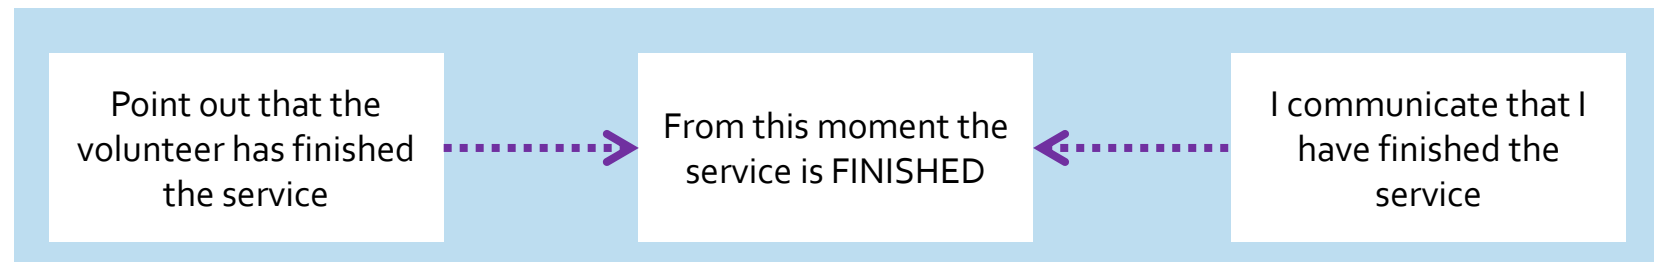 Point out that the
volunteer has finished
the service
From this moment the
service is FINISHED
I communicate that I
have finished the
service